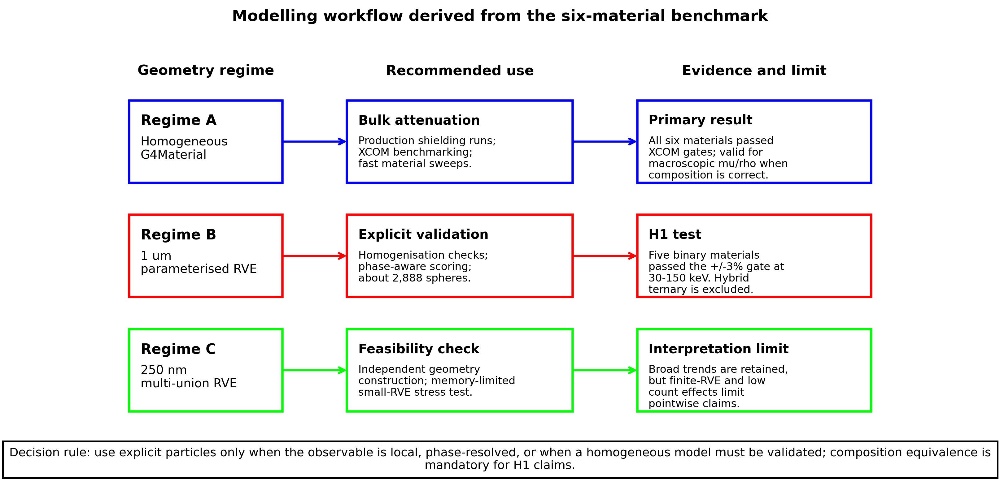 Modelling workflow derived from the six-material benchmark
Geometry regime
Recommended use
Evidence and limit
Regime A
Homogeneous
G4Material
Bulk attenuation
Production shielding runs;
XCOM benchmarking;
fast material sweeps.
Primary result
All six materials passed
XCOM gates; valid for
macroscopic mu/rho when
composition is correct.
Regime B
1 um
parameterised RVE
Explicit validation
Homogenisation checks;
phase-aware scoring;
about 2,888 spheres.
H1 test
Five binary materials
passed the +/-3% gate at
30-150 keV. Hybrid
ternary is excluded.
Regime C
250 nm
multi-union RVE
Feasibility check
Independent geometry
construction; memory-limited
small-RVE stress test.
Interpretation limit
Broad trends are retained,
but finite-RVE and low
count effects limit
pointwise claims.
Decision rule: use explicit particles only when the observable is local, phase-resolved, or when a homogeneous model must be validated; composition equivalence is
mandatory for H1 claims.